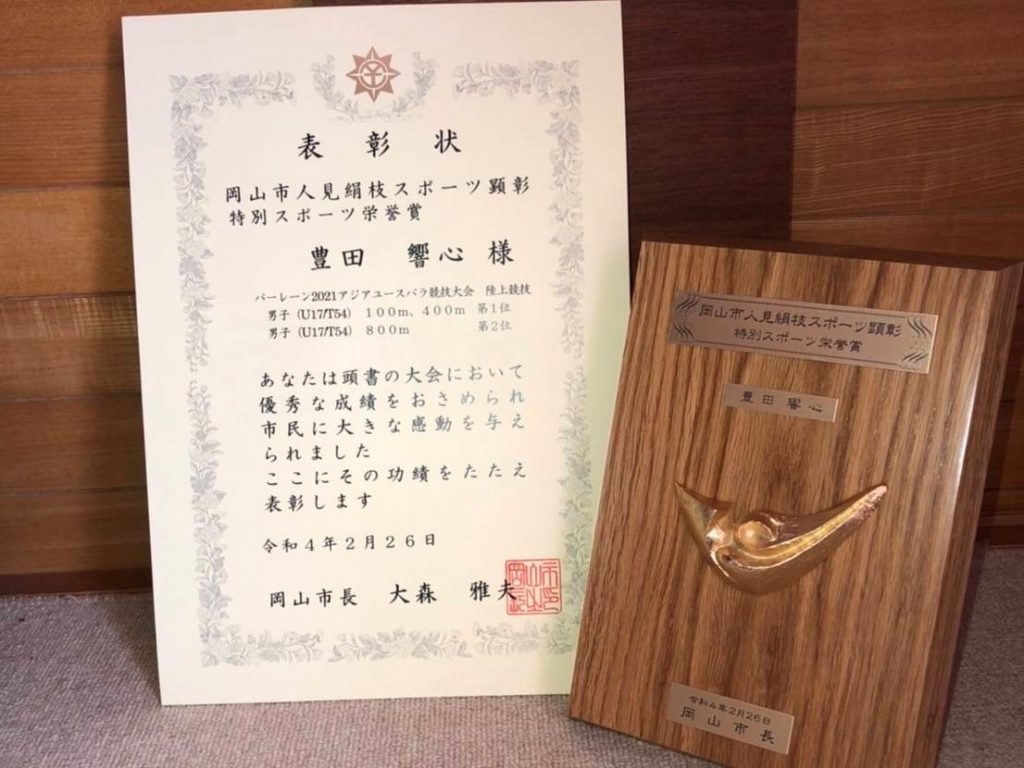 表彰状
岡山市人見絹枝スポーツ顕彰
特別スポーツ栄誉賞
豊田 響心 様
バーレーン2021アジアユースパラ競技大会 陸上競技
男子(U17/T54) 100m、400m 第1位
男子(U17/T54) 800m 第2位
あなたは頭書の大会において
優秀な成績をおさめられ
市民に大きな感動を与え
られました
ここにその功績をたたえ
表彰します
令和4年2月26日
岡山市長 大森 雅夫
岡山市人見絹枝スポーツ顕彰
特別スポーツ栄誉賞
豊田 響心
令和4年2月26日
岡山市長